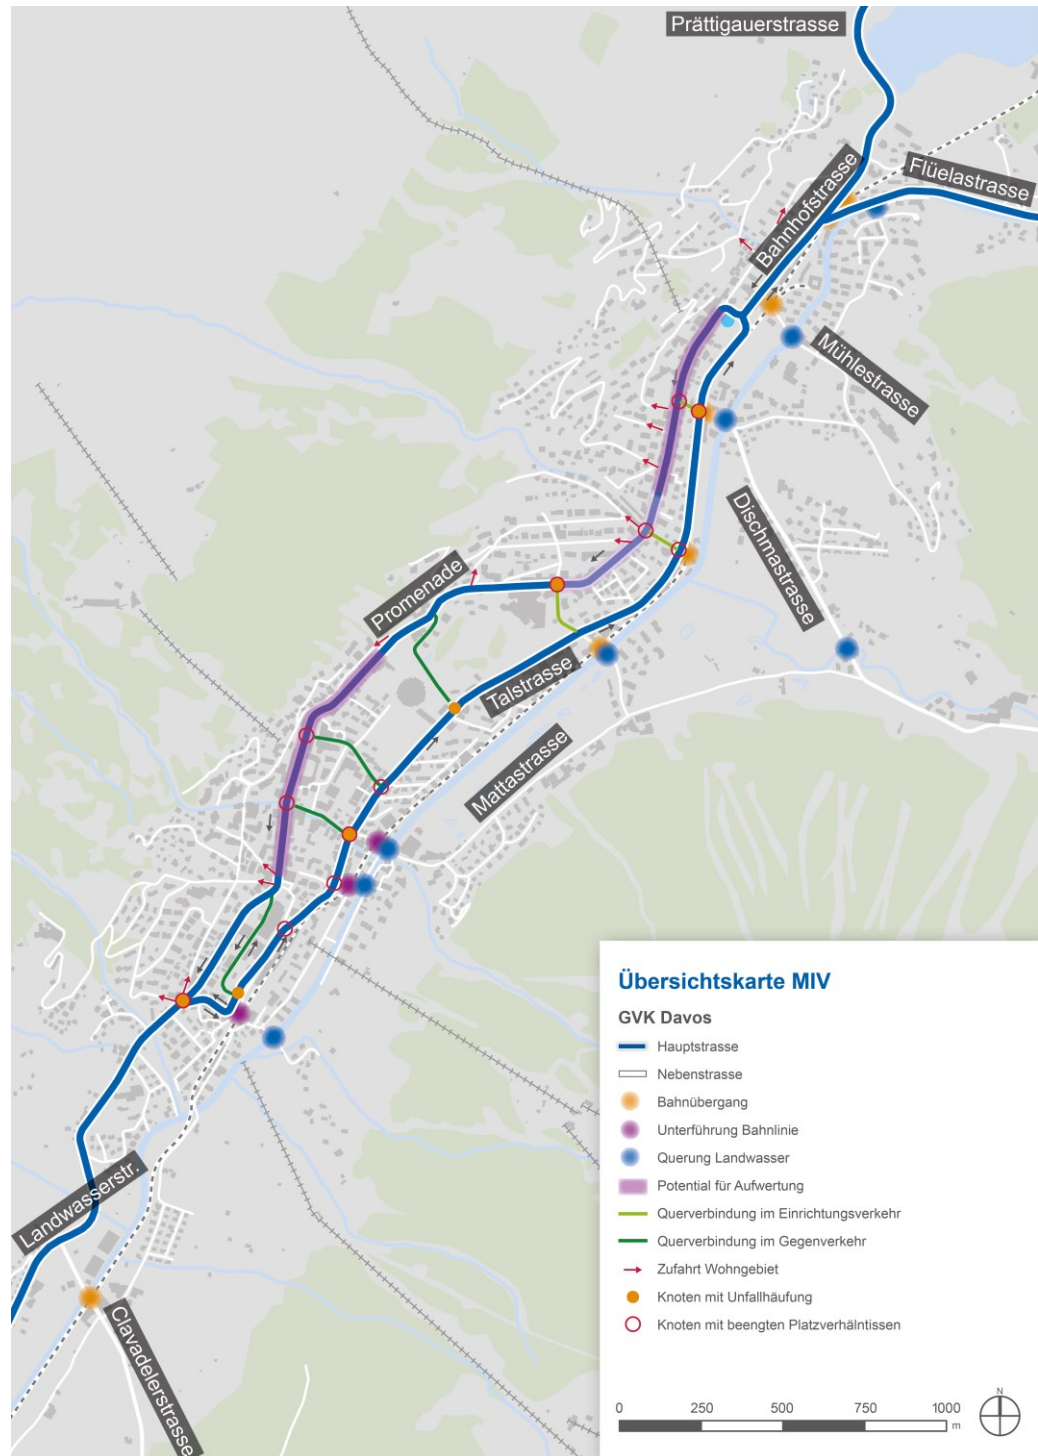 Prättigauerstrasse
Flüelastrasse
Bahnhofstrasse
Mühlestrasse
Dischmastrasse
Promenade
Talstrasse
Mattastrasse
Landwasserstr.
Clavadelerstrasse
Übersichtskarte MIV
GVK Davos
Hauptstrasse
Nebenstrasse
Bahnübergang
Unterführung Bahnlinie
Querung Landwasser
Potential für Aufwertung
Querverbindung im Einrichtungsverkehr
Querverbindung im Gegenverkehr
Zufahrt Wohngebiet
Knoten mit Unfallhäufung
Knoten mit beengten Platzverhälntissen
0 250 500 750 1000
m
N